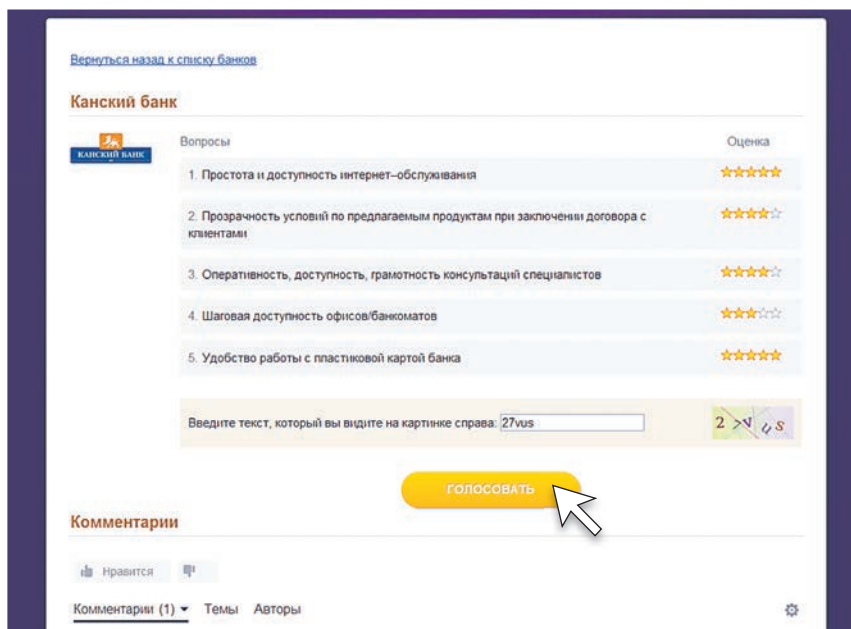 Вернуться назад к списку банков
Канский банк
КАНСКИЙ БАНК
Вопросы Оценка
1. Простота и доступность интернет–обслуживания
2. Прозрачность условий по предлагаемым продуктам при заключении договора с
клиентами
3. Оперативность, доступность, грамотность консультаций специалистов
4. Шаговая доступность офисов/банкоматов
5. Удобство работы с пластиковой картой банка
Введите текст, который вы видите на картинке справа: 27vus
ГОЛОСОВАТЬ
Комментарии
Нравится
Комментарии (1) Темы Авторы